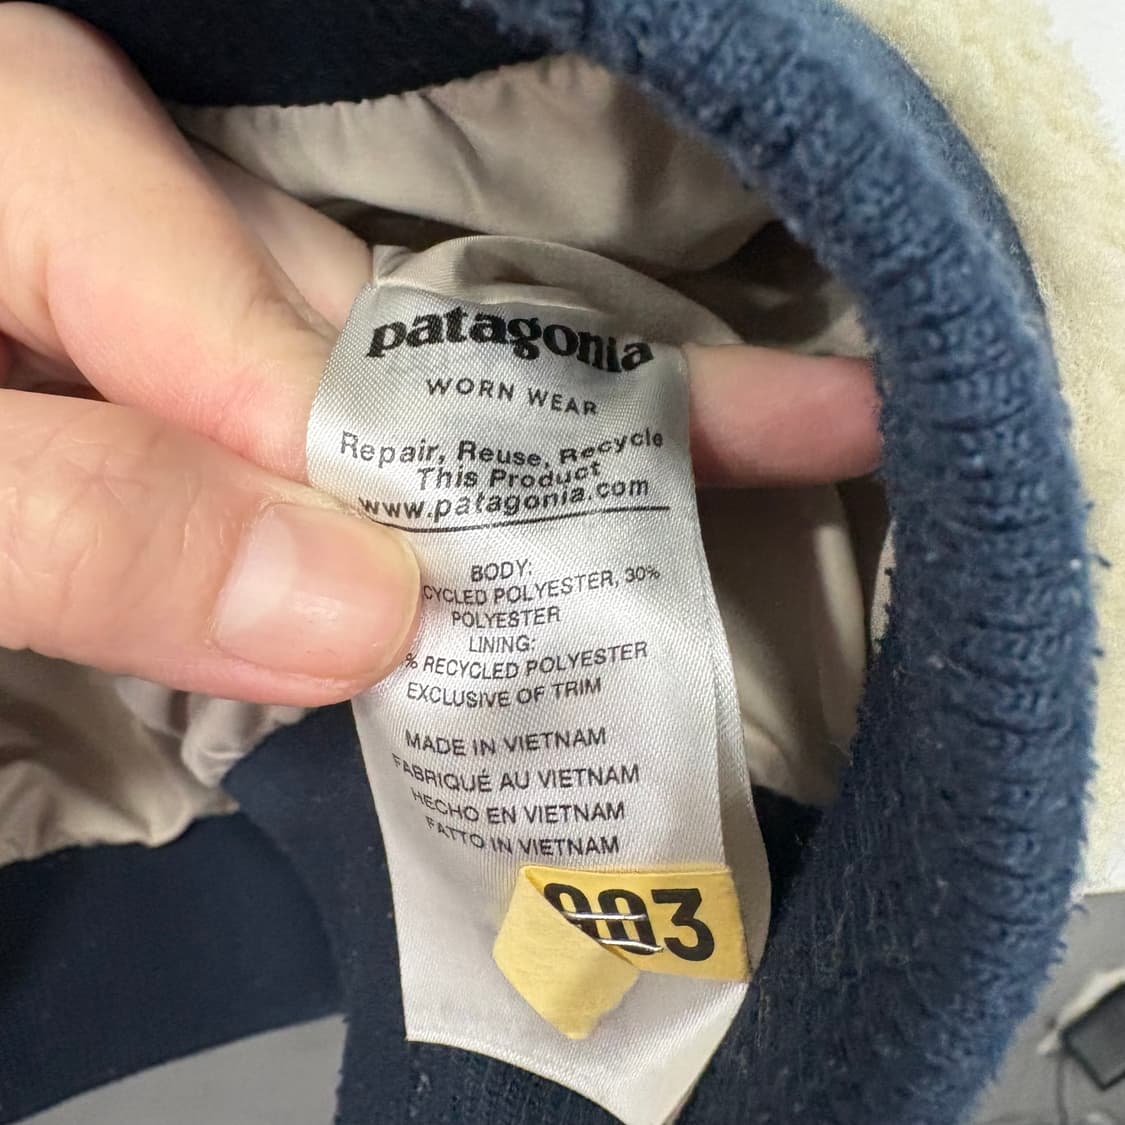 patagonia
WORN WEAR
Repair, Reuse, Recycle
This Product
www.patagonia.com
BODY:
CYCLED POLYESTER, 30%
POLYESTER
LINING:
% RECYCLED POLYESTER
EXCLUSIVE OF TRIM
MADE IN VIETNAM
FABRIQUÉ AU VIETNAM
HECHO EN VIETNAM
FATTO IN VIETNAM